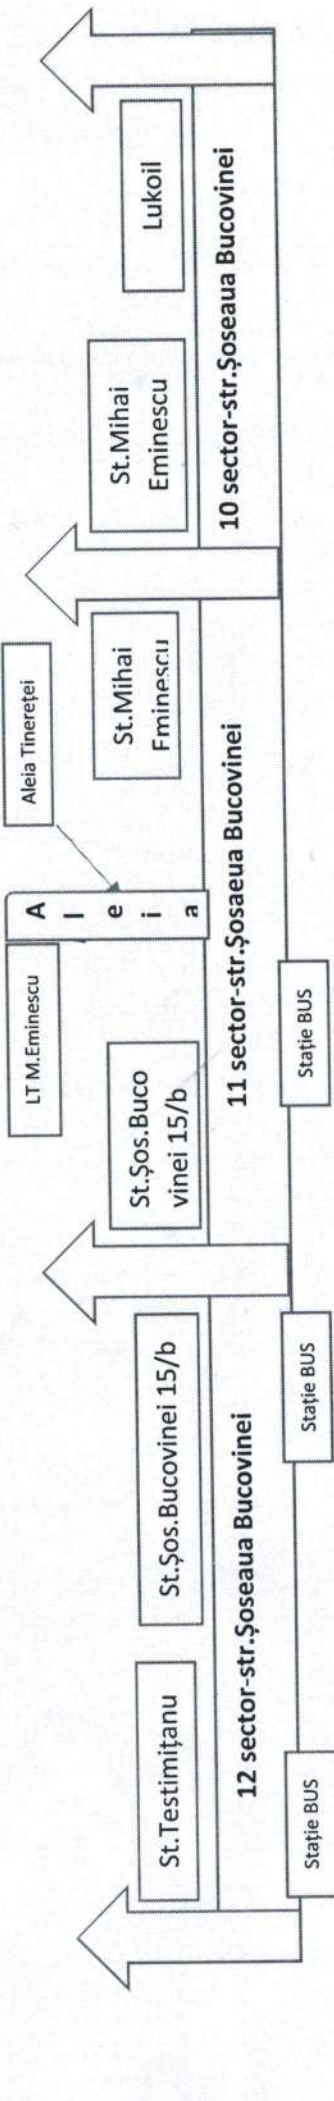 LT M.Eminescu
Aleia Tinereței
A
l
e
i
a
St.Testimițanu
St.Șos.Bucovinei 15/b
St.Șos.Buco
vinei 15/b
St.Mihai
Eminescu
St.Mihai
Eminescu
Lukoil
12 sector-str.Șoseaua Bucovinei
11 sector-str.Șosaeua Bucovinei
10 sector-str.Șoseaua Bucovinei
Stație BUS
Stație BUS
Stație BUS